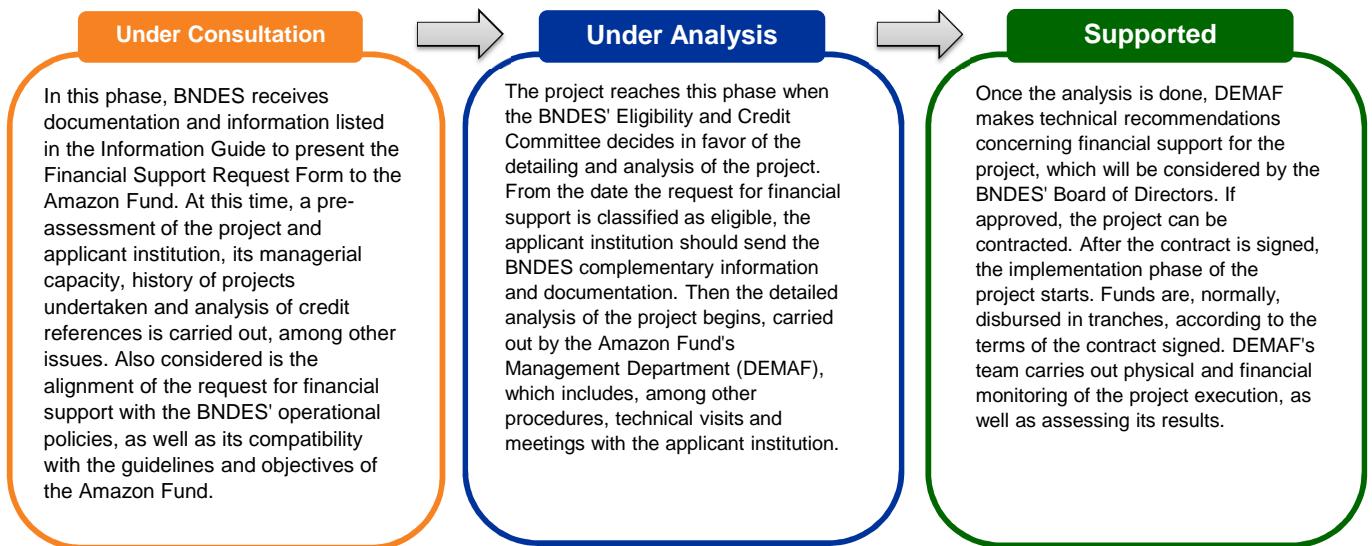 Under Consultation
In this phase, BNDES receives
documentation and information listed
in the Information Guide to present the
Financial Support Request Form to the
Amazon Fund. At this time, a pre-
assessment of the project and
applicant institution, its managerial
capacity, history of projects
undertaken and analysis of credit
references is carried out, among other
issues. Also considered is the
alignment of the request for financial
support with the BNDES' operational
policies, as well as its compatibility
with the guidelines and objectives of
the Amazon Fund.
Under Analysis
The project reaches this phase when
the BNDES' Eligibility and Credit
Committee decides in favor of the
detailing and analysis of the project.
From the date the request for financial
support is classified as eligible, the
applicant institution should send the
BNDES complementary information
and documentation. Then the detailed
analysis of the project begins, carried
out by the Amazon Fund's
Management Department (DEMAF),
which includes, among other
procedures, technical visits and
meetings with the applicant institution.
Supported
Once the analysis is done, DEMAF
makes technical recommendations
concerning financial support for the
project, which will be considered by the
BNDES' Board of Directors. If
approved, the project can be
contracted. After the contract is signed,
the implementation phase of the
project starts. Funds are, normally,
disbursed in tranches, according to the
terms of the contract signed. DEMAF's
team carries out physical and financial
monitoring of the project execution, as
well as assessing its results.